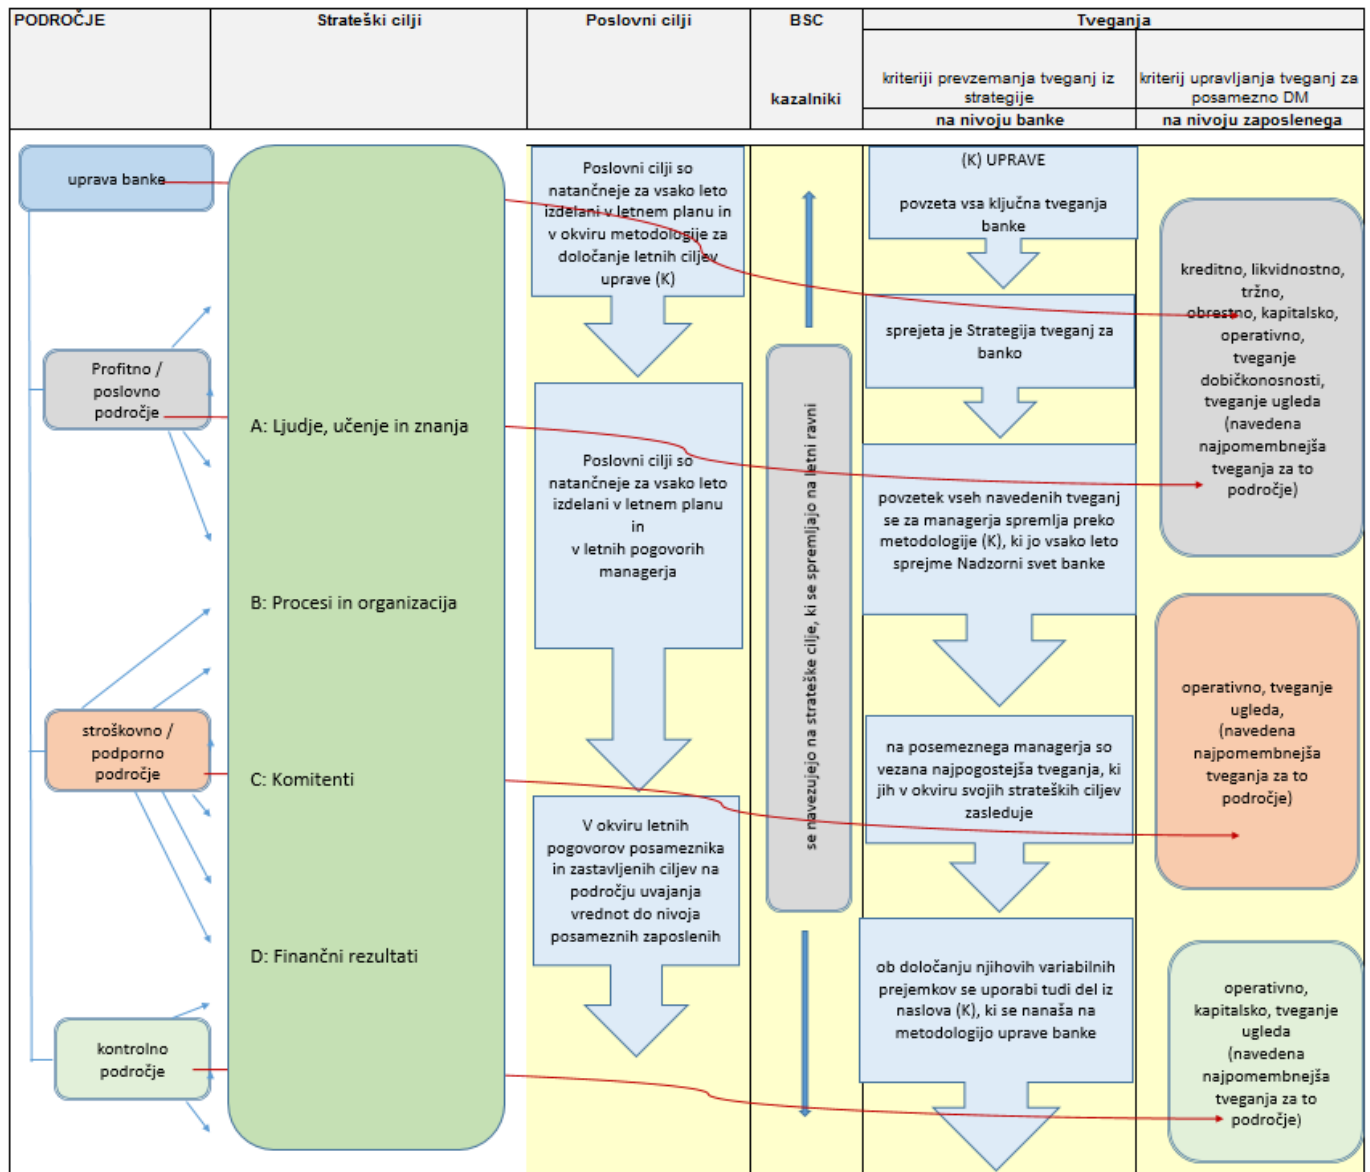 PODROČJE
Strateški cilji
Poslovni cilji
BSC
kazalniki
Tveganja
kriteriji prevzemanja tveganj iz
strategije
na nivoju banke
kriterij upravljanja tveganj za
posamezno DM
na nivoju zaposlenega
uprava banke
Profitno /
poslovno
področje
stroškovno /
podporno
področje
kontrolno
področje
A: Ljudje, učenje in znanja
B: Procesi in organizacija
C: Komitenti
D: Finančni rezultati
Poslovni cilji so
natančneje za vsako leto
izdelani v letnem planu in
v okviru metodologije za
določanje letnih ciljev
uprave (K)
Poslovni cilji so
natančneje za vsako leto
izdelani v letnem planu
in
v letnih pogovorih
managerja
V okviru letnih
pogovorov posameznika
in zastavljenih ciljev na
področju uvajanja
vrednot do nivoja
posameznih zaposlenih
se navezujejo na strateške cilje, ki se spremljajo na letni ravni
(K) UPRAVE
povzeta vsa ključna tveganja
banke
sprejeta je Strategija tveganj za
banko
povzetek vseh navedenih tveganj
se za managerja spremlja preko
metodologije (K), ki jo vsako leto
sprejme Nadzorni svet banke
na posemeznega managerja so
vezana najpogostejša tveganja, ki
jih v okviru svojih strateških ciljev
zasleduje
ob določanju njihovih variabilnih
prejemkov se uporabi tudi del iz
naslova (K), ki se nanaša na
metodologijo uprave banke
kreditno, likvidnostno,
tržno,
obrestno, kapitalsko,
operativno,
tveganje
dobičkonosnosti,
tveganje ugleda
(navedena
najpomembnejša
tveganja za to
področje)
operativno, tveganje
ugleda,
(navedena
najpomembnejša
tveganja za to
področje)
operativno,
kapitalsko, tveganje
ugleda
(navedena
najpomembnejša
tveganja za to
področje)